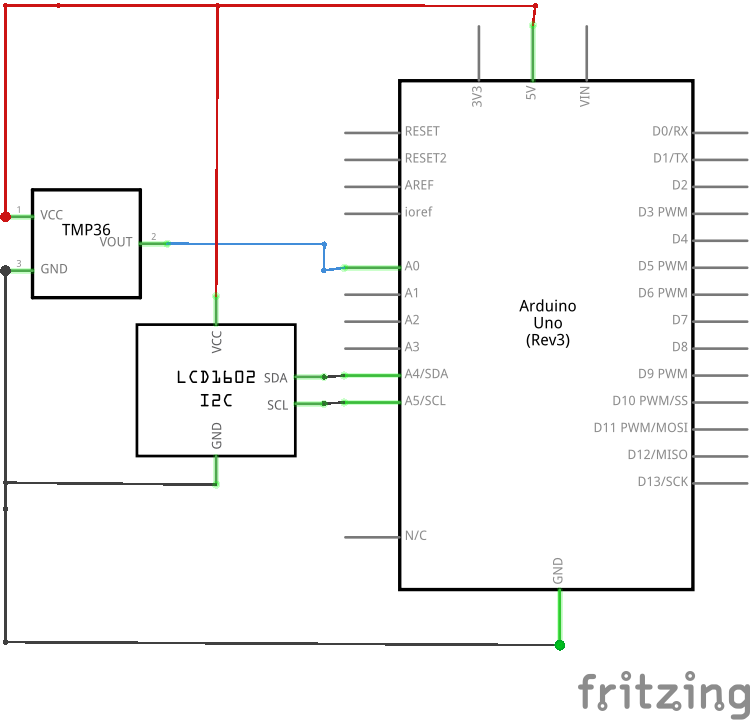 3V3
5V
VIN
RESET
D0/RX
RESET2
D1/TX
AREF
D2
ioref
D3 PWM
1
VCC
TMP36
VOUT
2
3
GND
D4
A0
D5 PWM
A1
D6 PWM
A2
D7
A3
D8
Arduino
Uno
(Rev3)
VCC
LCD1602
I2C
SDA
SCL
GND
A4/SDA
D9 PWM
A5/SCL
D10 PWM/SS
D11 PWM/MOSI
D12/MISO
D13/SCK
N/C
GND
fritzing